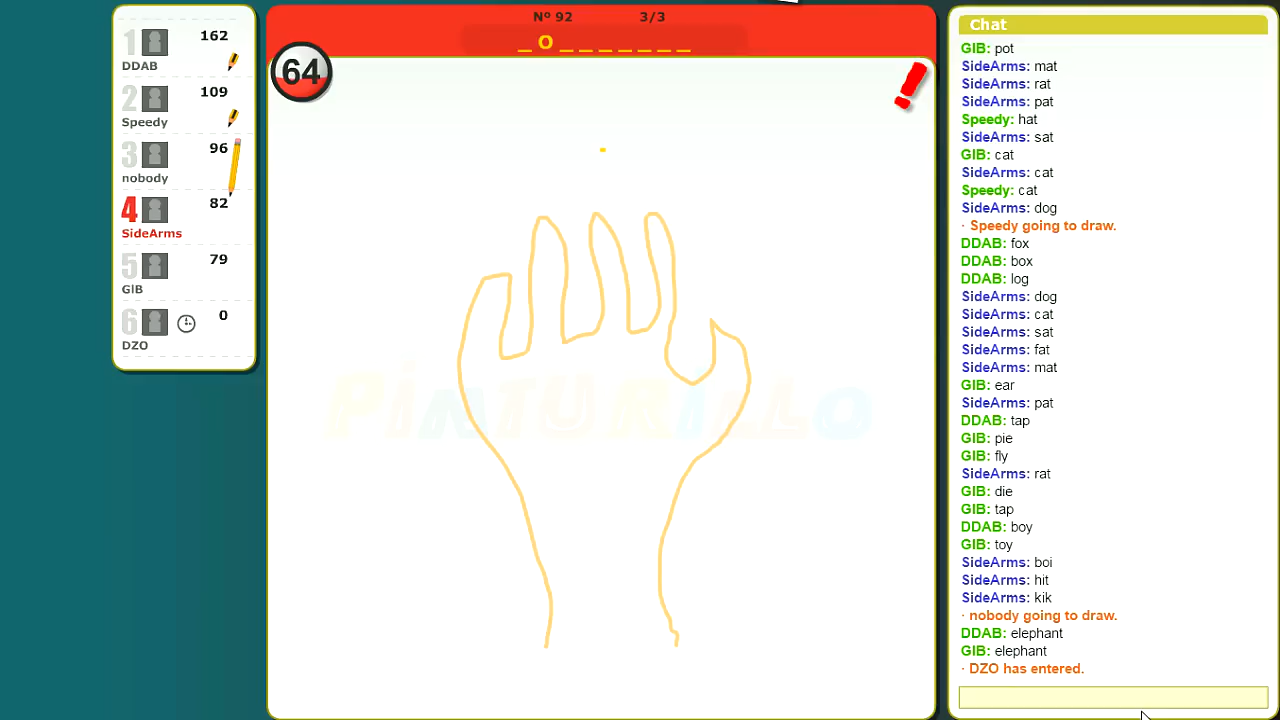 Nº 92 3/3
_ O _ _ _ _ _ _ _
64
1 162
DDAB
2 109
Speedy
3 96
nobody
4 82
SideArms
5 79
GIB
6 0
DZO
PINTURILLO
Chat
GIB: pot
SideArms: mat
SideArms: rat
SideArms: pat
Speedy: hat
SideArms: sat
GIB: cat
SideArms: cat
Speedy: cat
SideArms: dog
· Speedy going to draw.
DDAB: fox
DDAB: box
DDAB: log
SideArms: dog
SideArms: cat
SideArms: sat
SideArms: fat
SideArms: mat
GIB: ear
SideArms: pat
DDAB: tap
GIB: pie
GIB: fly
SideArms: rat
GIB: die
GIB: tap
DDAB: boy
GIB: toy
SideArms: boi
SideArms: hit
SideArms: kik
· nobody going to draw.
DDAB: elephant
GIB: elephant
· DZO has entered.